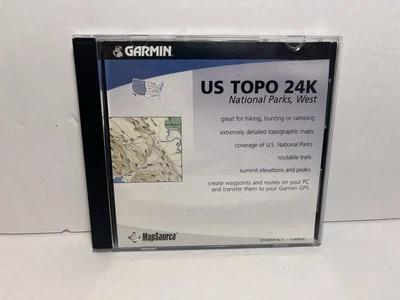 GARMIN
US TOPO 24K
National Parks, West
great for hiking, hunting or camping
extremely detailed topographic maps
coverage of U.S. National Parks
routable trails
summit elevations and peaks
create waypoints and routes on your PC
and transfer them to your Garmin GPS
MapSource